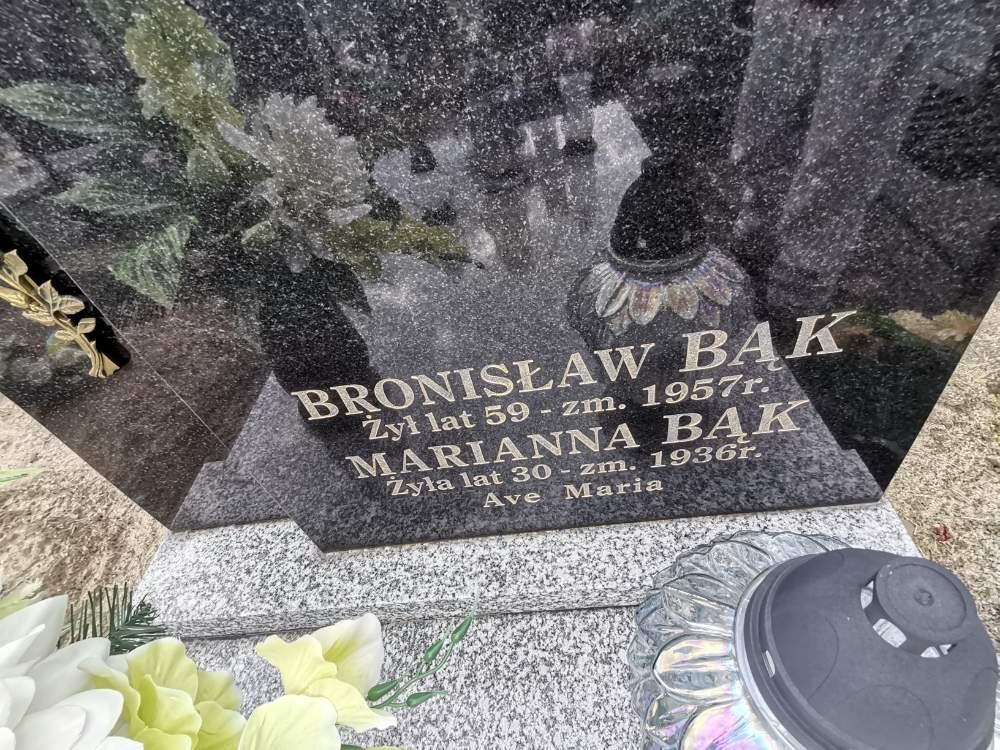 BRONISŁAW BĄK
Żył lat 59 - zm. 1957r.
MARIANNA BĄK
Żyła lat 30 - zm. 1936r.
Ave Maria